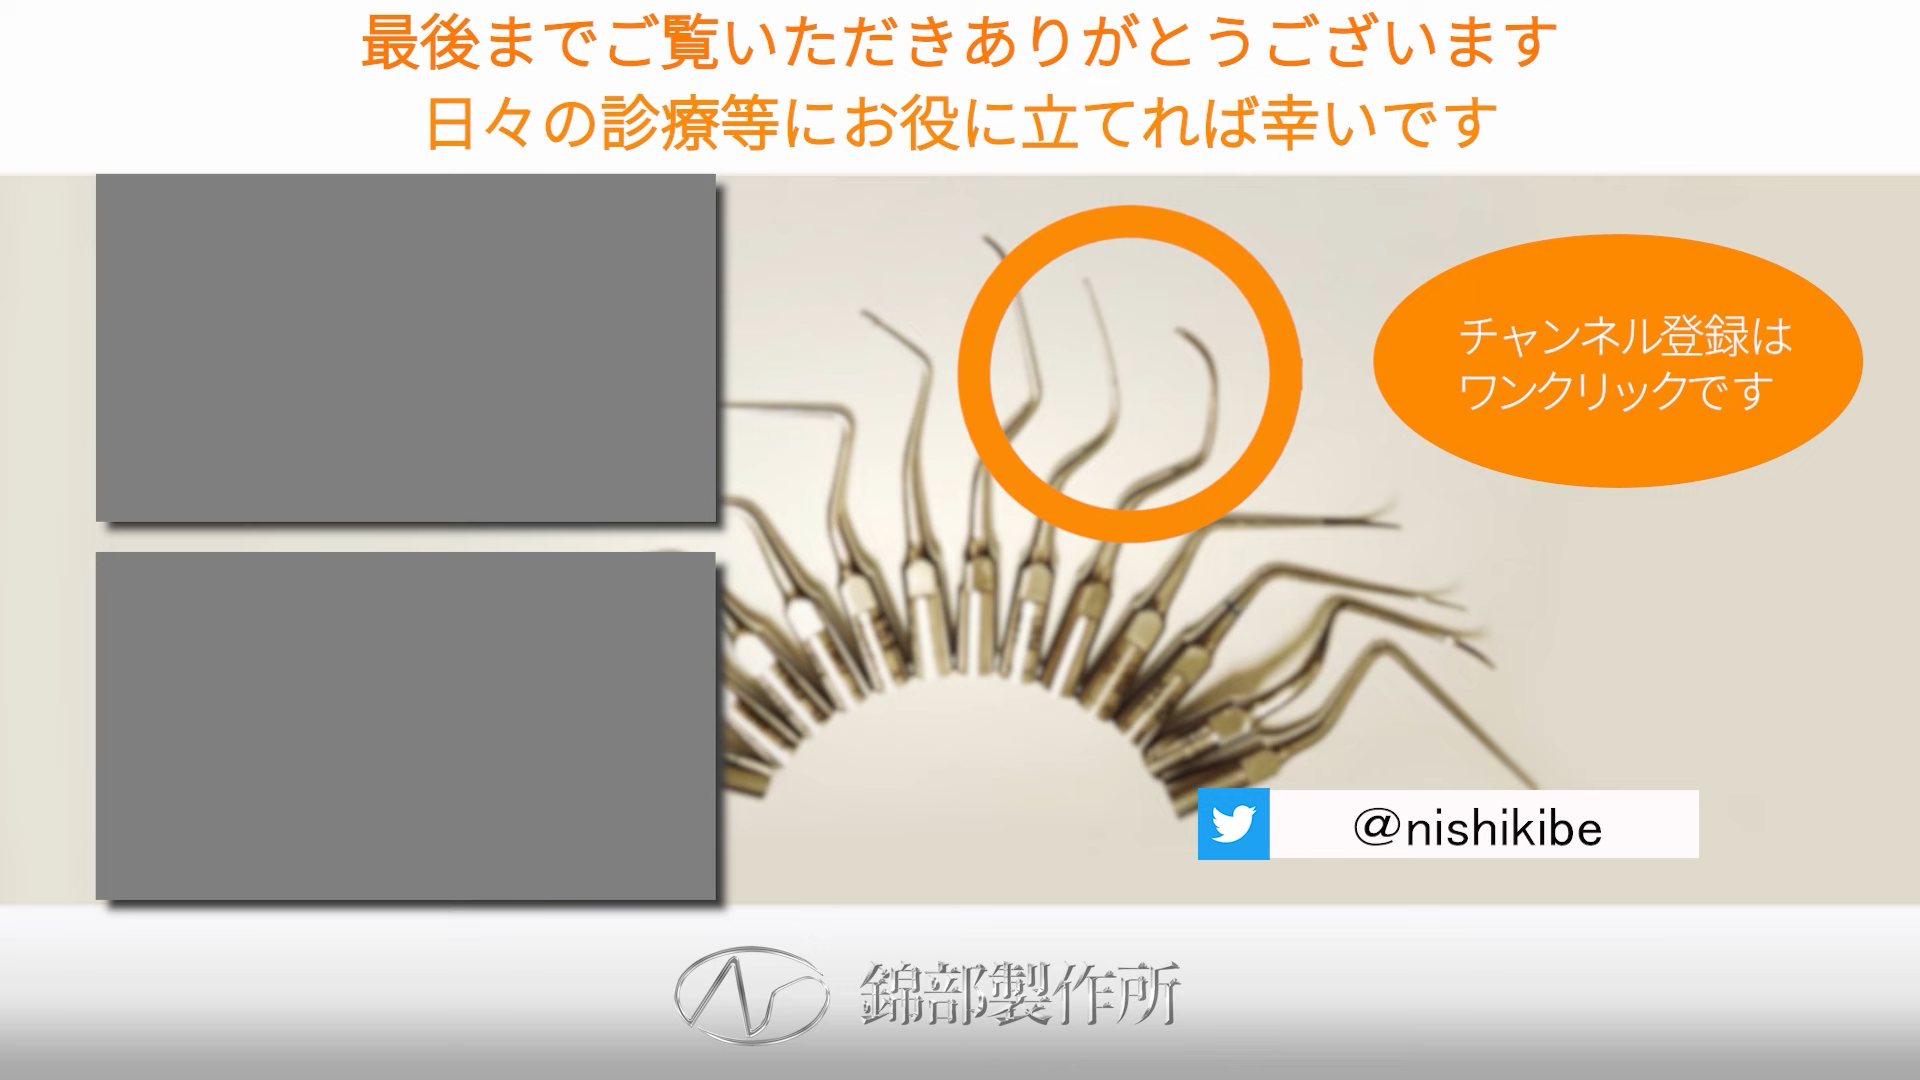 最後までご覧いただきありがとうございます
日々の診療等にお役に立てれば幸いです
チャンネル登録は
ワンクリックです
@nishikibe
錦部製作所